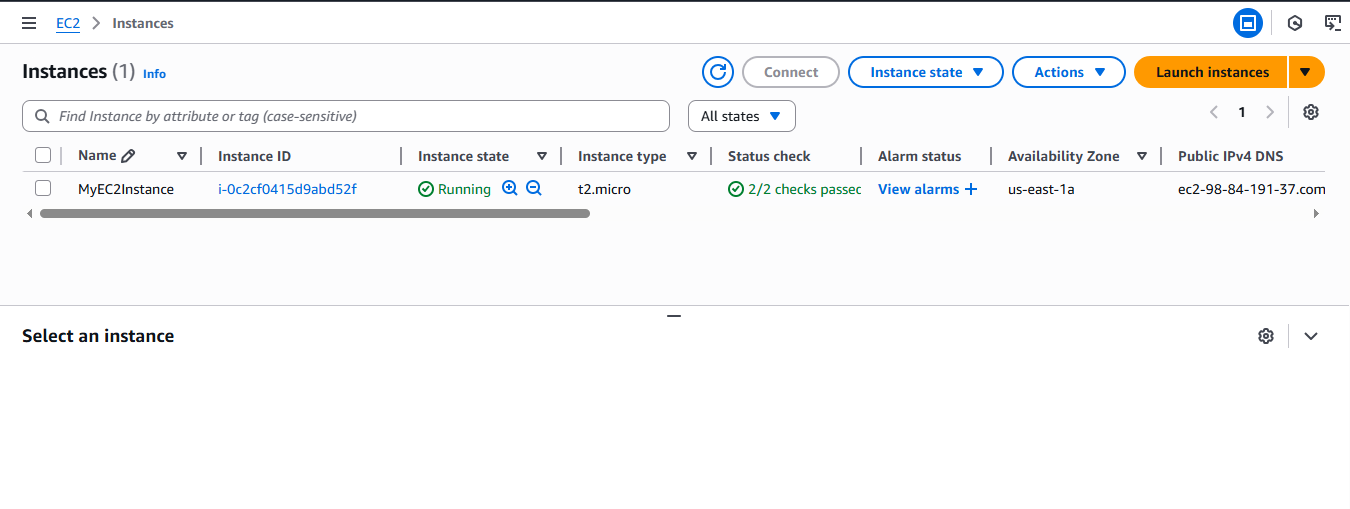 EC2 Instances
Instances (1) Info
Connect Instance state Actions Launch instances
Find Instance by attribute or tag (case-sensitive) All states 1
Name Instance ID Instance state Instance type Status check Alarm status Availability Zone Public IPv4 DNS
MyEC2Instance i-0c2cf0415d9abd52f Running t2.micro 2/2 checks passec View alarms + us-east-1a ec2-98-84-191-37.com
Select an instance